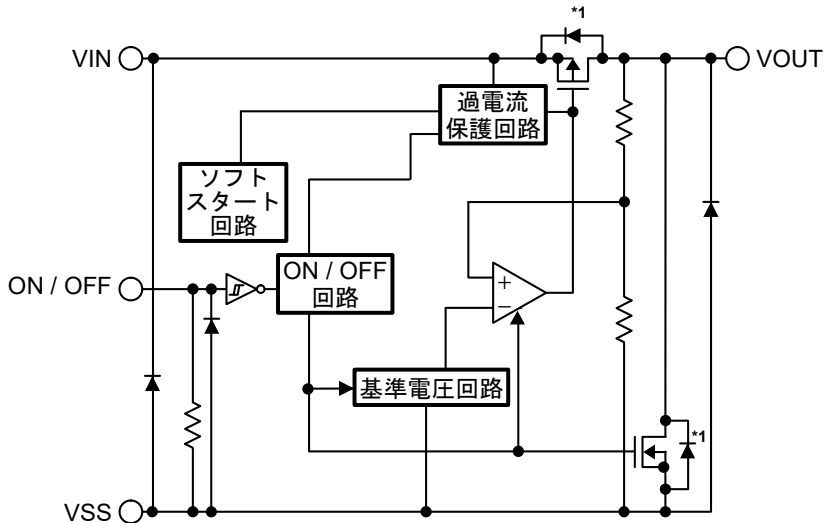 *1
VIN
VOUT
過電流
保護回路
ソフト
スタート
回路
ON / OFF
ON / OFF
回路
+
−
基準電圧回路
*1
VSS